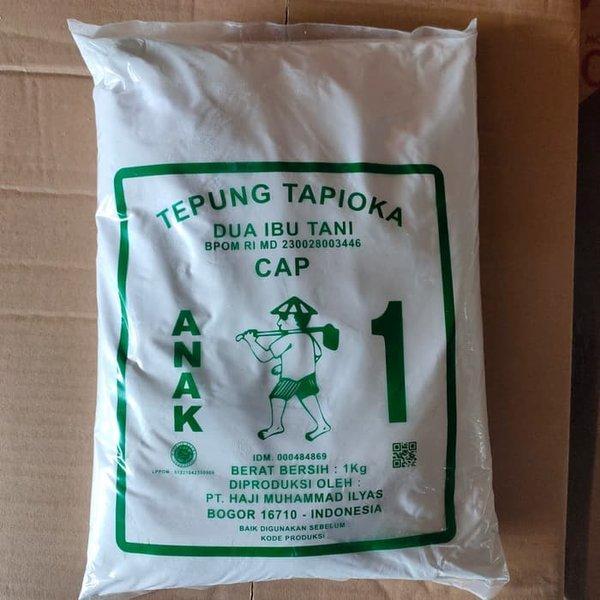 TEPUNG TAPIOKA
DUA IBU TANI
BPOM RI MD 230028003446
CAP
ANAK
1
IDM. 000484869
BERAT BERSIH : 1Kg
DIPRODUKSI OLEH :
PT. HAJI MUHAMMAD ILYAS
BOGOR 16710 - INDONESIA
BAIK DIGUNAKAN SEBELUM :
KODE PRODUKSI :
LPPOM :